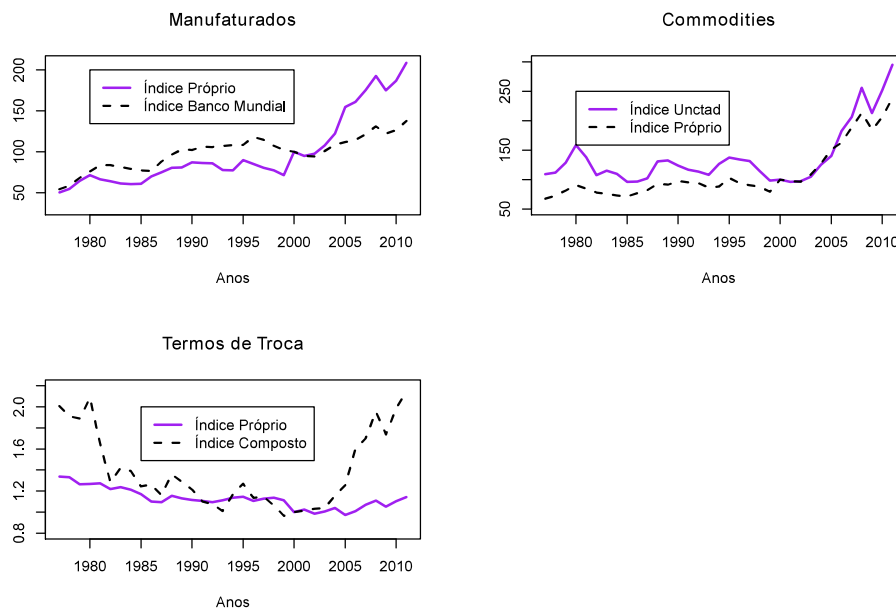 Manufaturados
Índice Próprio
Índice Banco Mundial
50
100
150
200
1980 1985 1990 1995 2000 2005 2010
Anos
Commodities
Índice Unctad
Índice Próprio
50
150
250
1980 1985 1990 1995 2000 2005 2010
Anos
Termos de Troca
Índice Próprio
Índice Composto
0.8
1.2
1.6
2.0
1980 1985 1990 1995 2000 2005 2010
Anos